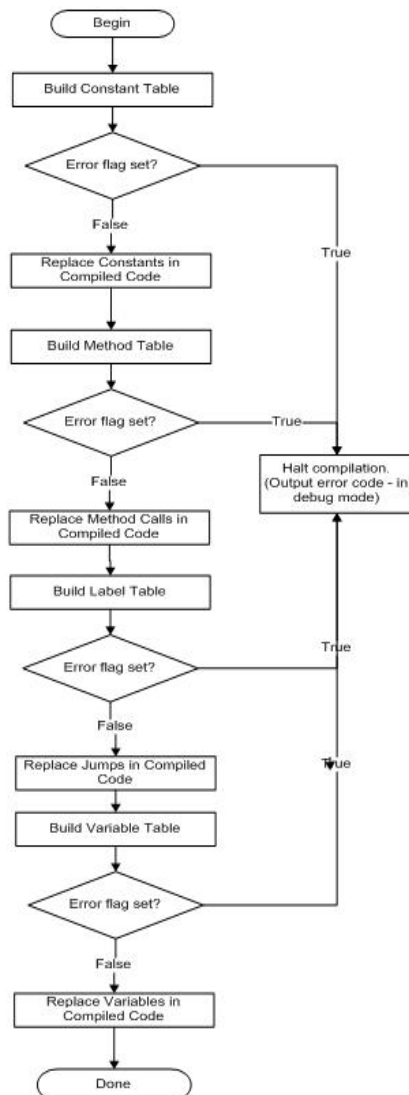 Begin
Build Constant Table
Error flag set?
True
False
Replace Constants in
Compiled Code
Build Method Table
Error flag set?
True
False
Halt compilation.
(Output error code - in
debug mode)
Replace Method Calls in
Compiled Code
Build Label Table
Error flag set?
True
False
Replace Jumps in Compiled
Code
True
Build Variable Table
Error flag set?
False
Replace Variables in
Compiled Code
Done